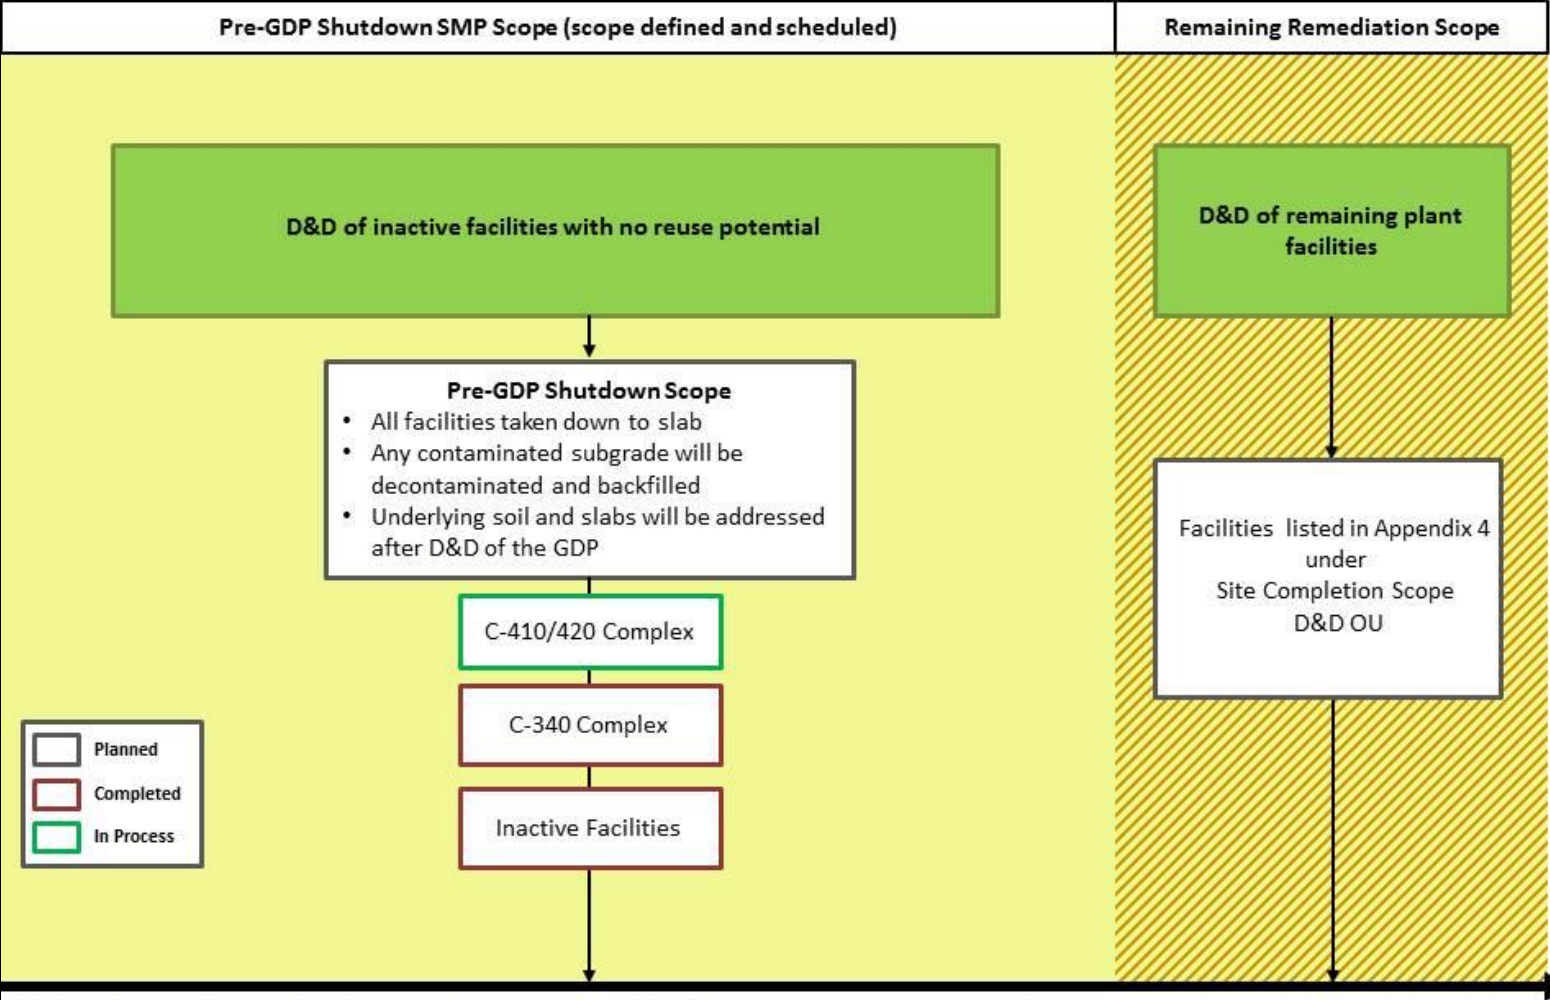 Pre-GDP Shutdown SMP Scope (scope defined and scheduled)
Remaining Remediation Scope
D&D of inactive facilities with no reuse potential
D&D of remaining plant
facilities
Pre-GDP Shutdown Scope
• All facilities taken down to slab
• Any contaminated subgrade will be
decontaminated and backfilled
• Underlying soil and slabs will be addressed
after D&D of the GDP
Facilities listed in Appendix 4
under
Site Completion Scope
D&D OU
C-410/420 Complex
C-340 Complex
Inactive Facilities
Planned
Completed
In Process